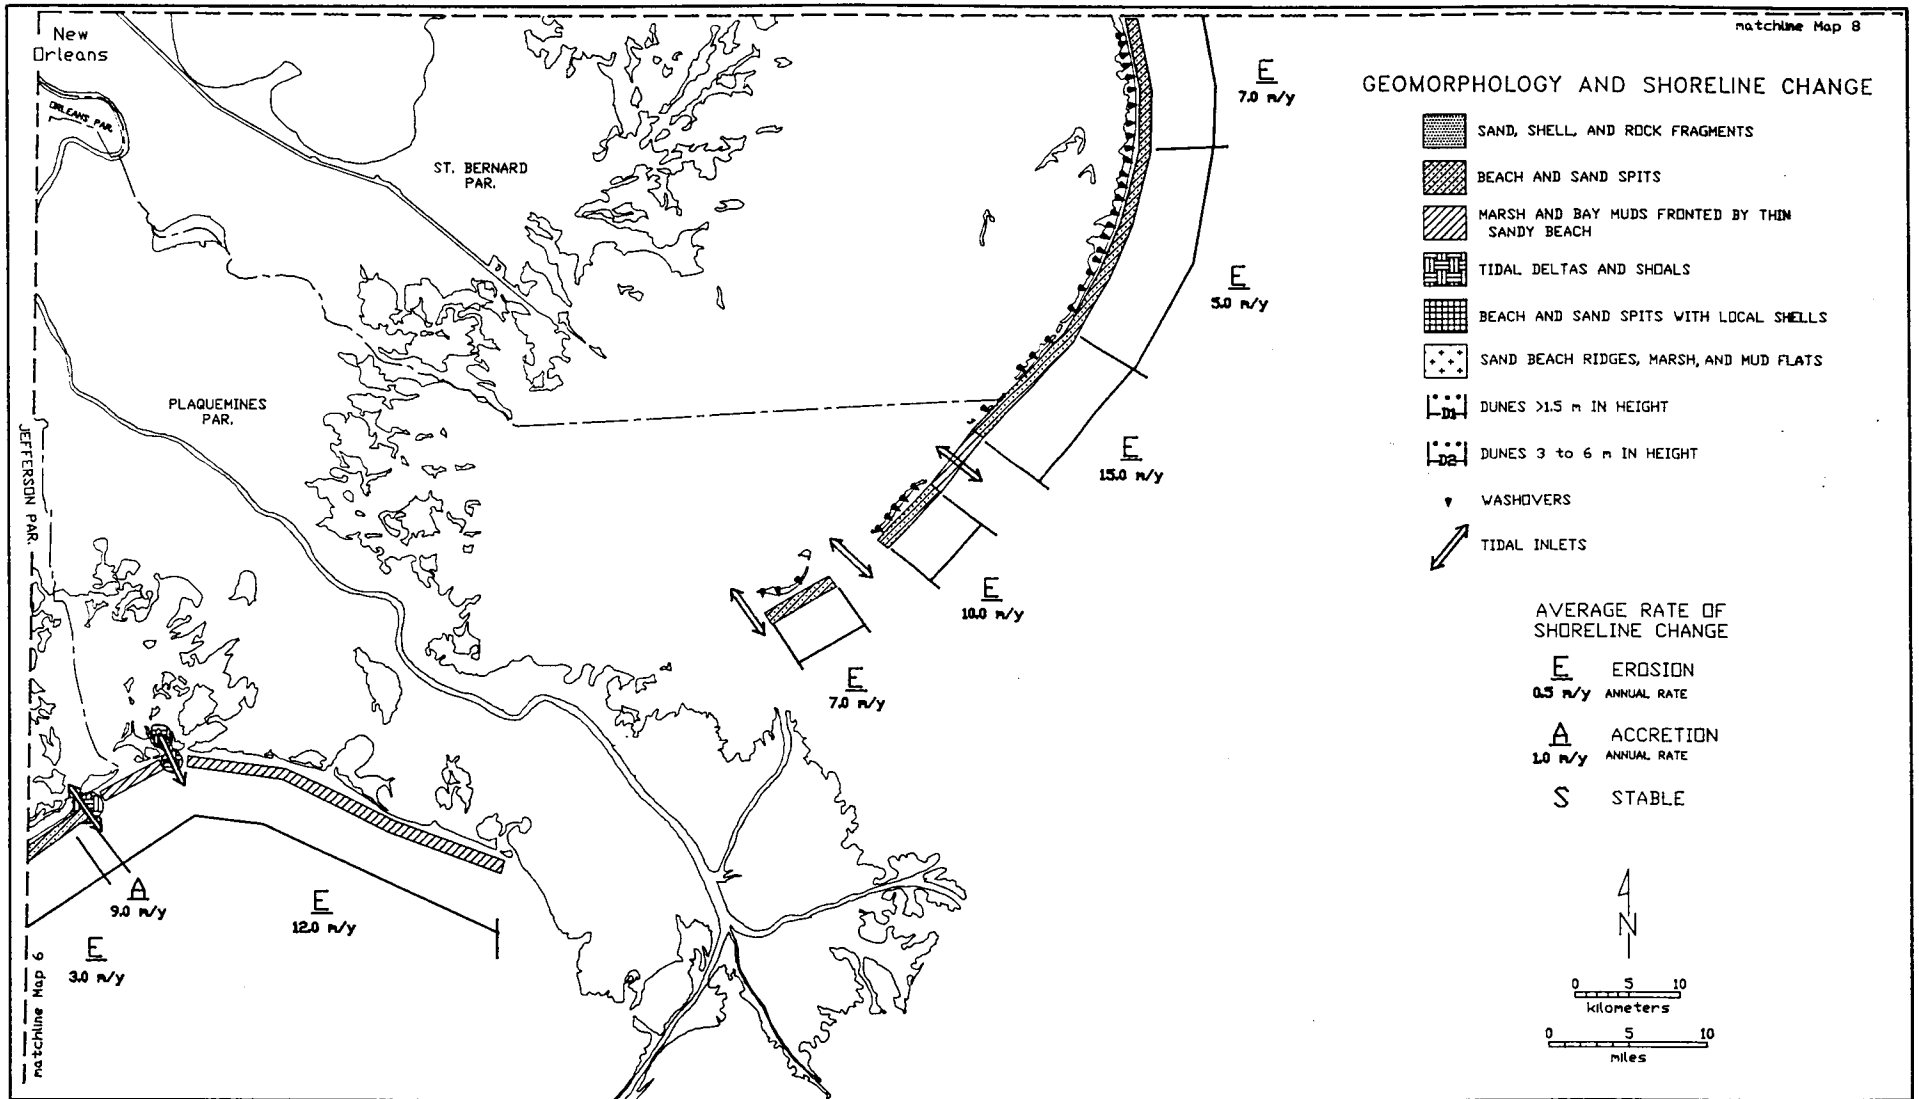 matchline Map 8
New
Orleans
ORLEANS PAR.
ST. BERNARD
PAR.
PLAQUEMINES
PAR.
JEFFERSON PAR.
matchline Map 6
E
7.0 m/y
E
5.0 m/y
E
15.0 m/y
E
10.0 m/y
E
7.0 m/y
A
9.0 m/y
E
12.0 m/y
E
3.0 m/y
GEOMORPHOLOGY AND SHORELINE CHANGE
SAND, SHELL, AND ROCK FRAGMENTS
BEACH AND SAND SPITS
MARSH AND BAY MUDS FRONTED BY THIN
SANDY BEACH
TIDAL DELTAS AND SHOALS
BEACH AND SAND SPITS WITH LOCAL SHELLS
SAND BEACH RIDGES, MARSH, AND MUD FLATS
D1 DUNES >1.5 m IN HEIGHT
D2 DUNES 3 to 6 m IN HEIGHT
WASHOVERS
TIDAL INLETS
AVERAGE RATE OF
SHORELINE CHANGE
E EROSION
0.5 m/y ANNUAL RATE
A ACCRETION
1.0 m/y ANNUAL RATE
S STABLE
N
0 5 10
kilometers
0 5 10
miles